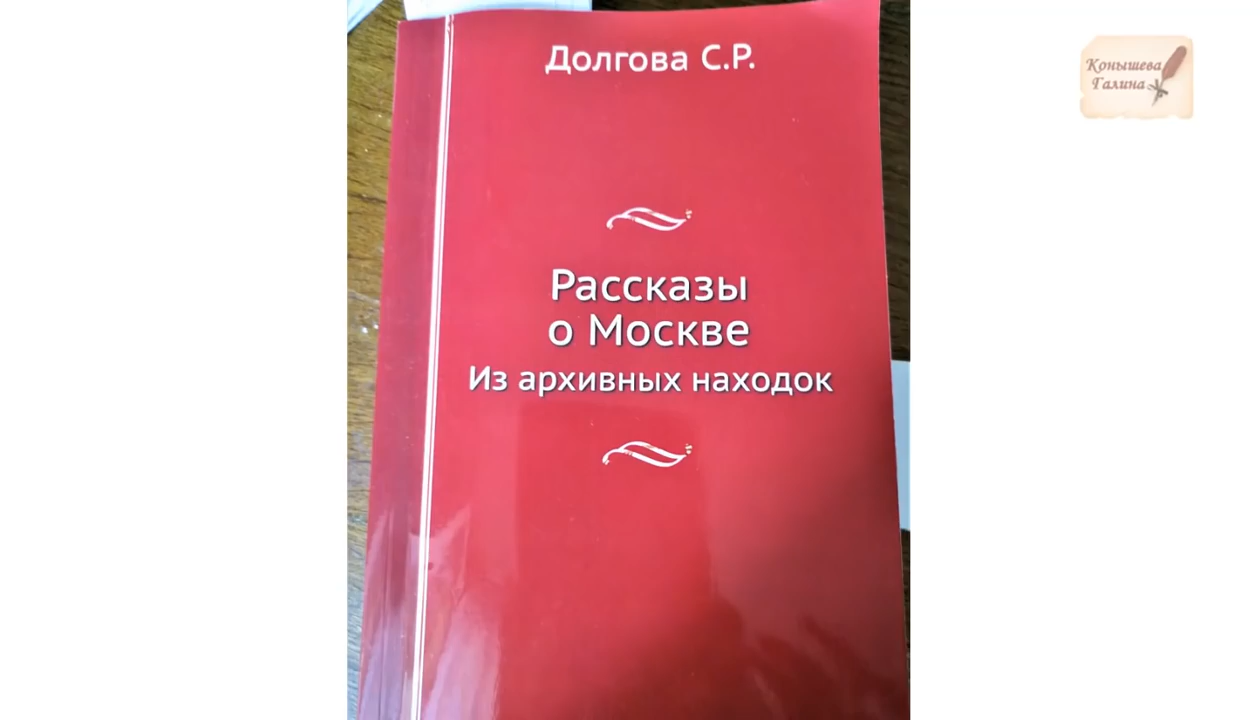 Долгова С.Р.
Рассказы
о Москве
Из архивных находок
Конышева
Галина